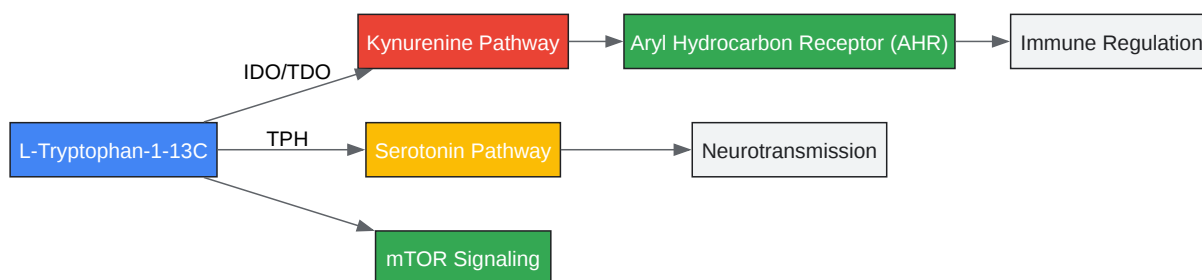 Kynurenine Pathway
Aryl Hydrocarbon Receptor (AHR)
Immune Regulation
IDO/TDO
L-Tryptophan-1-13C
TPH
Serotonin Pathway
Neurotransmission
mTOR Signaling